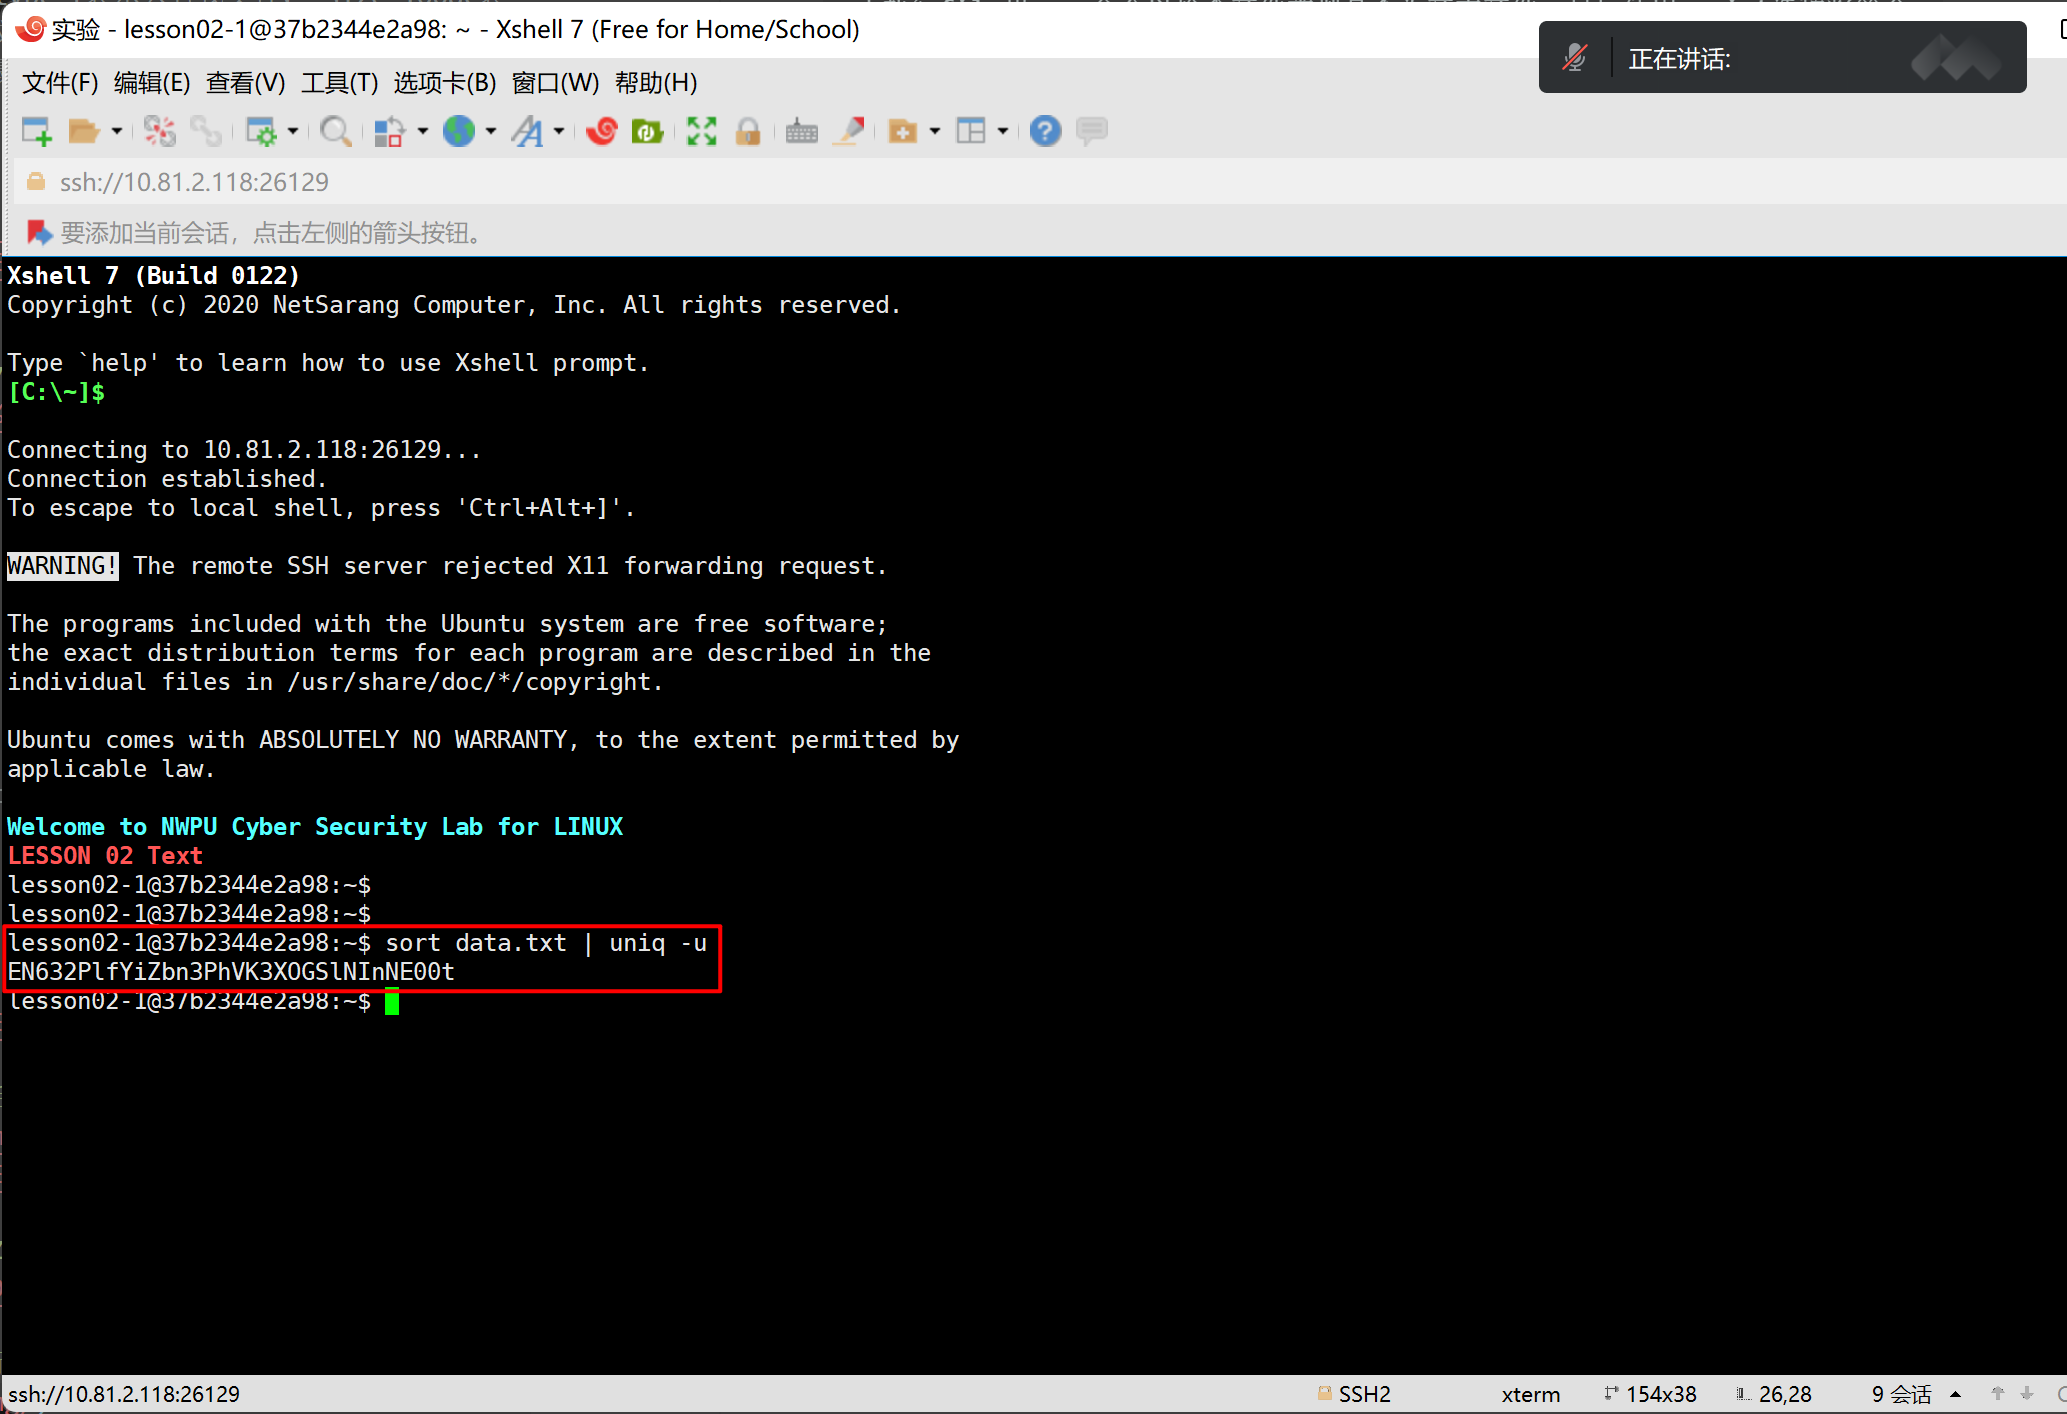 实验 - lesson02-1@37b2344e2a98: ~ - Xshell 7 (Free for Home/School)
正在讲话:
文件(F) 编辑(E) 查看(V) 工具(T) 选项卡(B) 窗口(W) 帮助(H)
ssh://10.81.2.118:26129
要添加当前会话，点击左侧的箭头按钮。
Xshell 7 (Build 0122)
Copyright (c) 2020 NetSarang Computer, Inc. All rights reserved.
Type `help' to learn how to use Xshell prompt.
[C:\~]$
Connecting to 10.81.2.118:26129...
Connection established.
To escape to local shell, press 'Ctrl+Alt+]'.
WARNING! The remote SSH server rejected X11 forwarding request.
The programs included with the Ubuntu system are free software;
the exact distribution terms for each program are described in the
individual files in /usr/share/doc/*/copyright.
Ubuntu comes with ABSOLUTELY NO WARRANTY, to the extent permitted by
applicable law.
Welcome to NWPU Cyber Security Lab for LINUX
LESSON 02 Text
lesson02-1@37b2344e2a98:~$
lesson02-1@37b2344e2a98:~$
lesson02-1@37b2344e2a98:~$ sort data.txt | uniq -u
EN632PlfYiZbn3PhVK3XOGSlNInNE00t
lesson02-1@37b2344e2a98:~$
ssh://10.81.2.118:26129 SSH2 xterm 154x38 26,28 9 会话